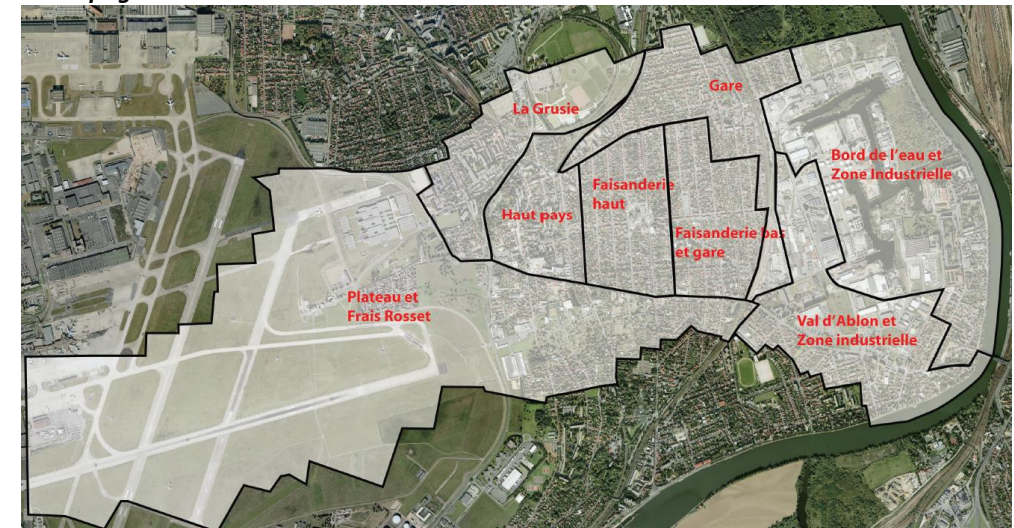 La Grusie
Gare
Bord de l'eau et
Zone Industrielle
Faisanderie
haut
Haut pays
Faisanderie bas
et gare
Plateau et
Frais Rosset
Val d'Ablon et
Zone industrielle